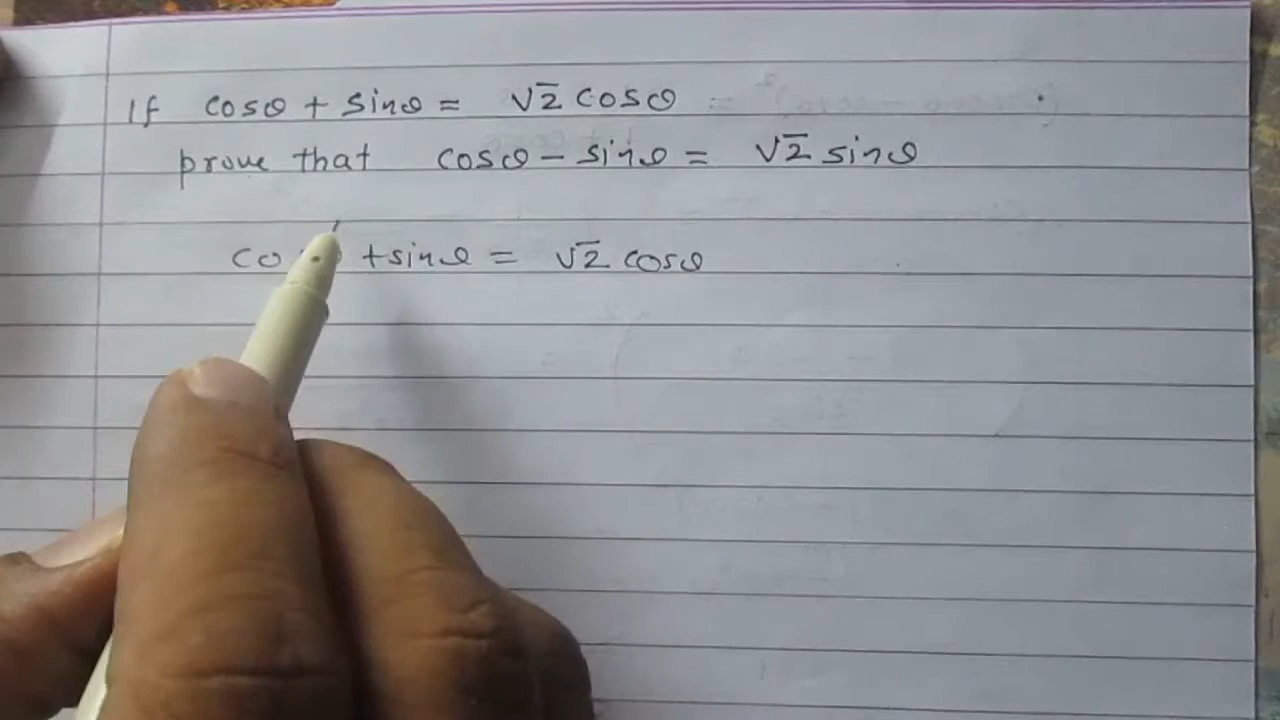 If cosθ + sinθ = √2 cosθ
prove that cosθ − sinθ = √2 sinθ
+ sinθ = √2 cosθ